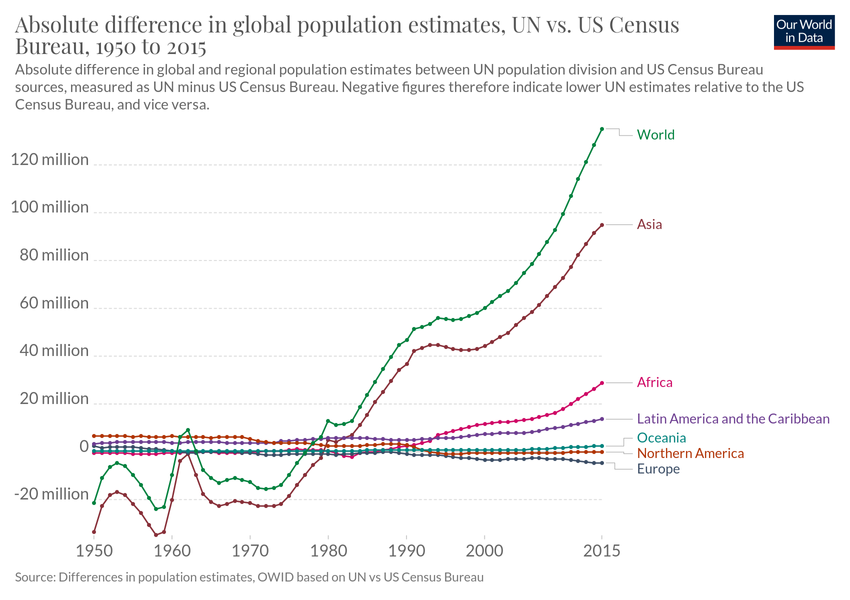 Absolute difference in global population estimates, UN vs. US Census
Bureau, 1950 to 2015
Our World
in Data
Absolute difference in global and regional population estimates between UN population division and US Census Bureau
sources, measured as UN minus US Census Bureau. Negative figures therefore indicate lower UN estimates relative to the US
Census Bureau, and vice versa.
World
120 million
100 million
Asia
80 million
60 million
40 million
Africa
20 million
Latin America and the Caribbean
Oceania
0
Northern America
Europe
-20 million
1950
1960
1970
1980
1990
2000
2015
Source: Differences in population estimates, OWID based on UN vs US Census Bureau